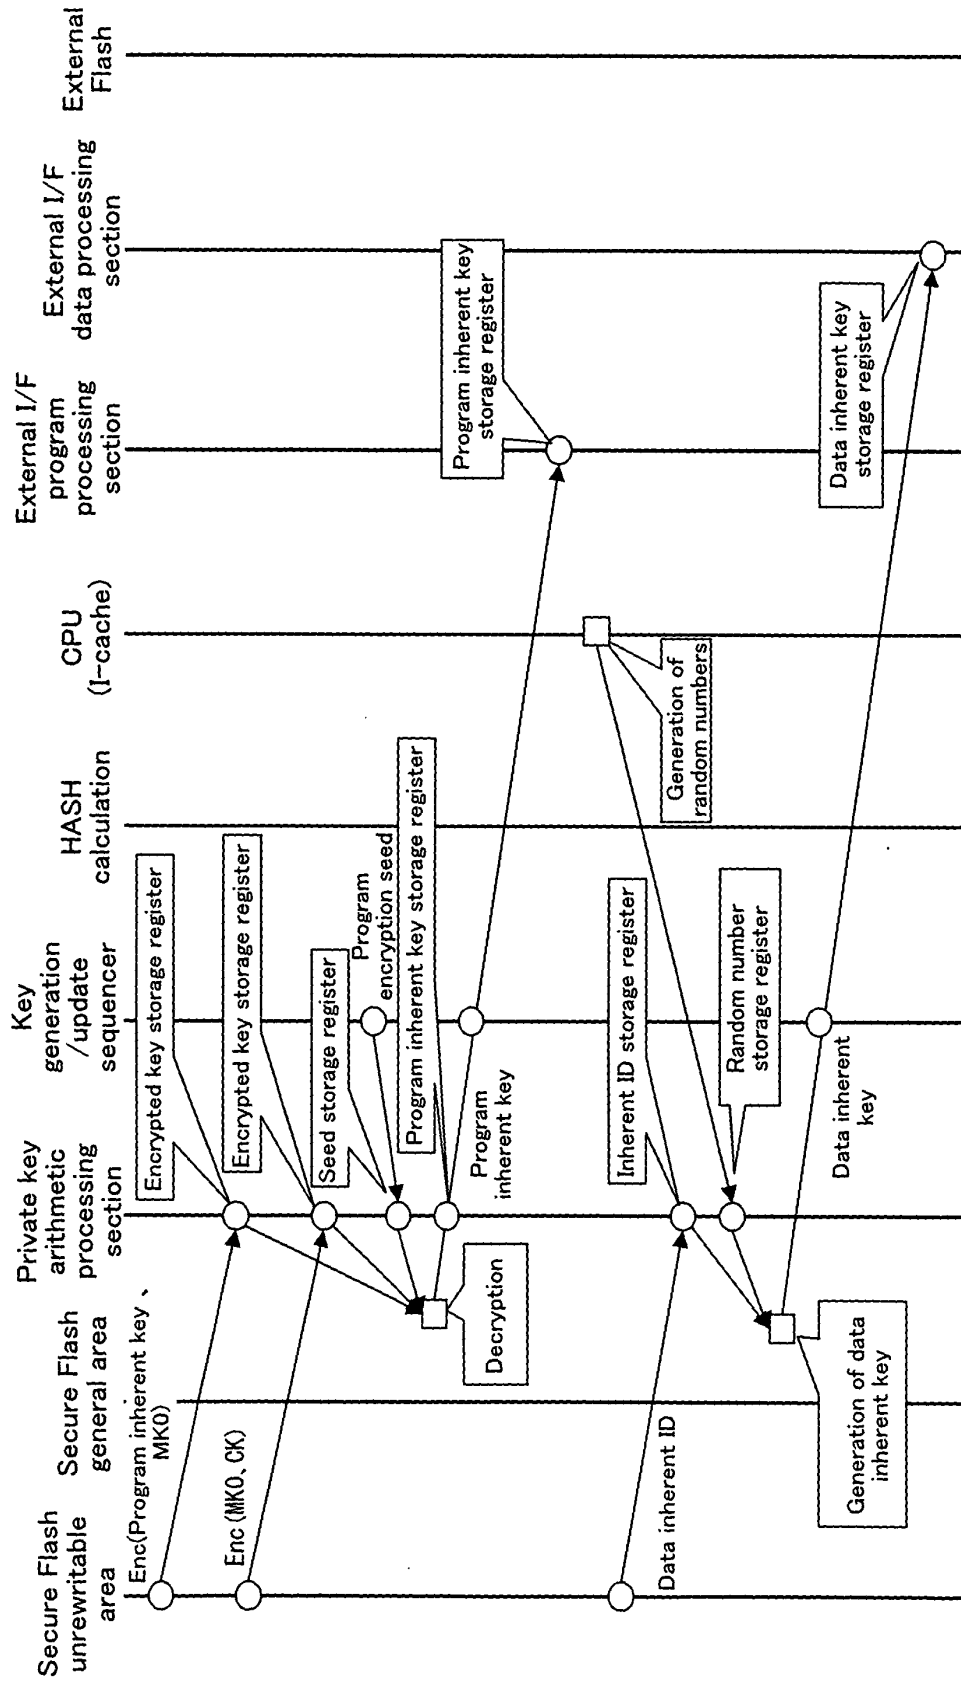 Secure Flash
unrewritable
area
Secure Flash
general area
Private key
arithmetic
processing
section
Key
generation
/update
sequencer
HASH
calculation
CPU
(I-cache)
External I/F
program
processing
section
External I/F
data processing
section
External
Flash
Enc(Program inherent key、
MK0)
Encrypted key storage register
Enc(MK0、CK)
Encrypted key storage register
Seed storage register
Program
encryption seed
Program inherent key storage register
Decryption
Program
inherent key
Program inherent key
storage register
Generation of
random numbers
Data inherent ID
Inherent ID storage register
Random number
storage register
Generation of data
inherent key
Data inherent
key
Data inherent key
storage register